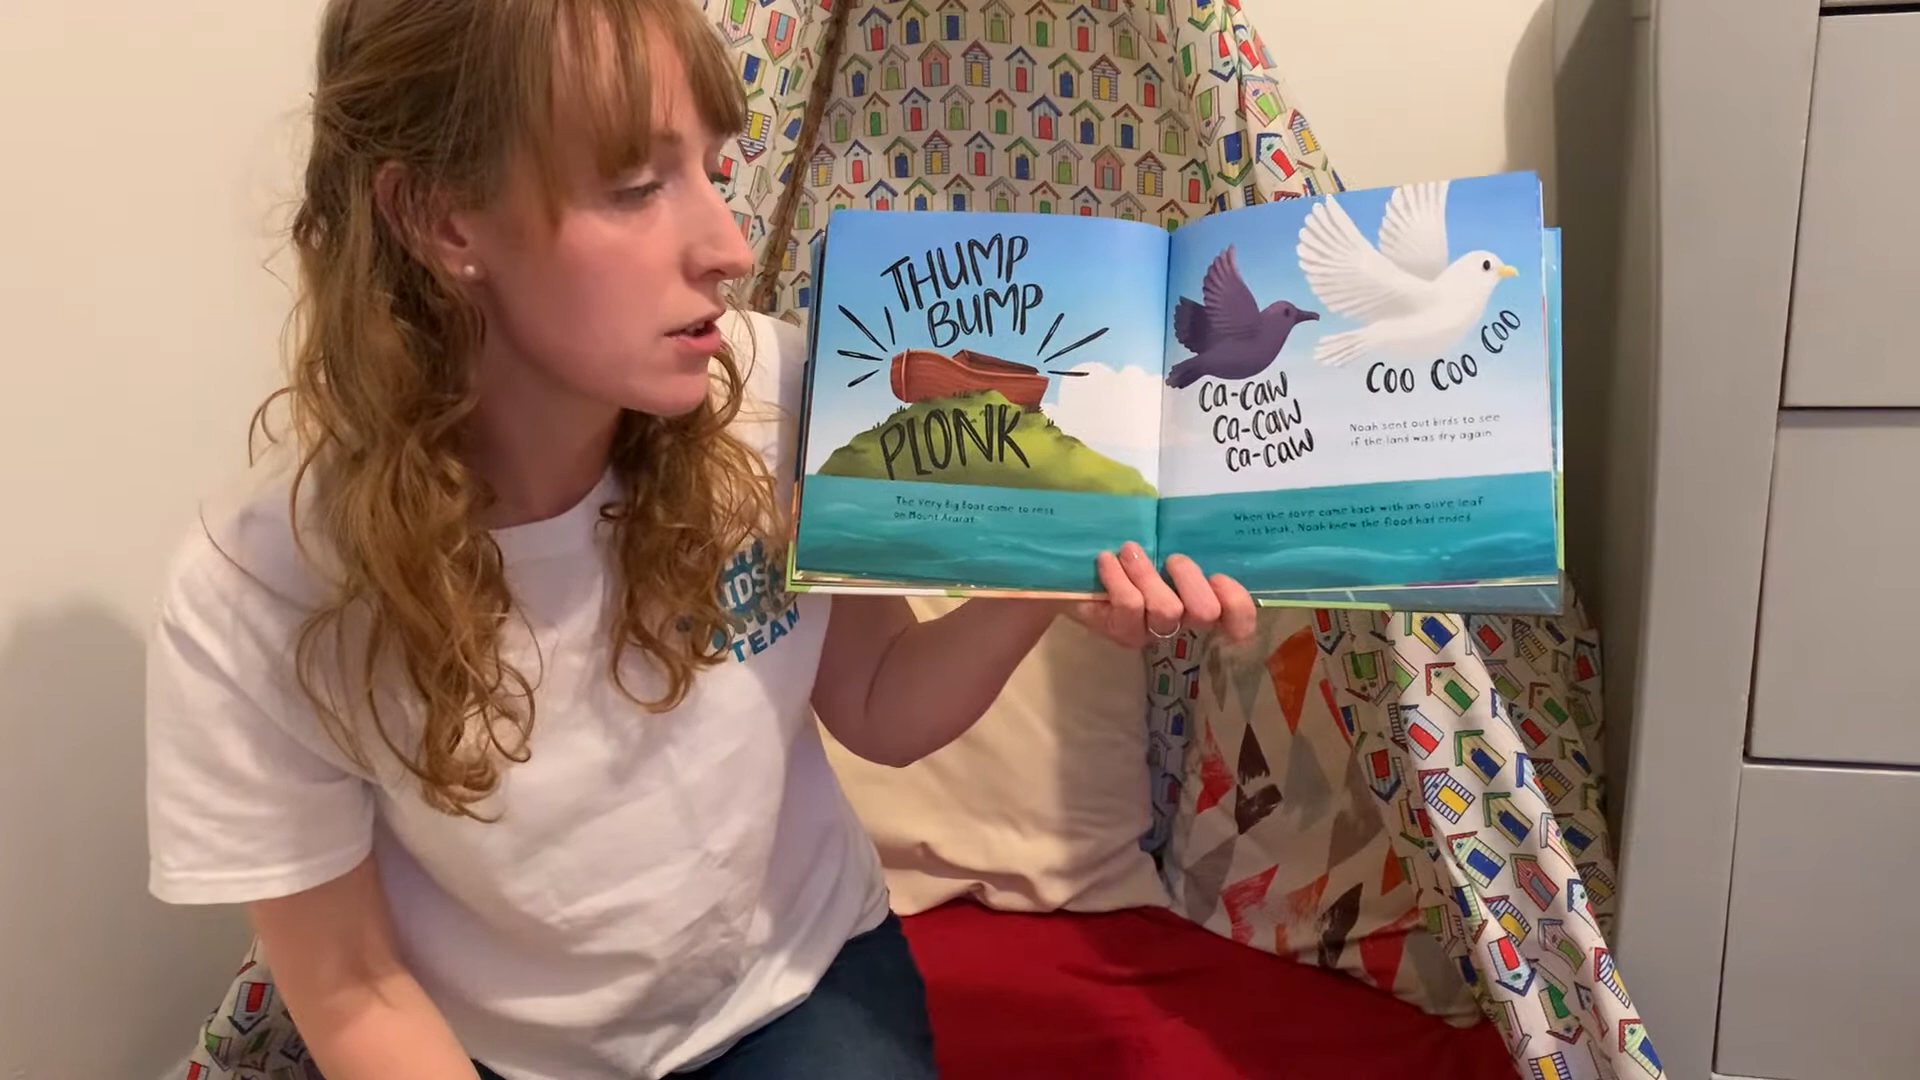 THUMP
BUMP
PLONK
The Very Big Boat came to rest
on Mount Ararat.
Ca-Caw
Ca-Caw
Ca-Caw
COO COO COO
Noah sent out birds to see
if the land was dry again.
When the dove came back with an olive leaf
in its beak, Noah knew the flood had ended.
KIDS
TEAM